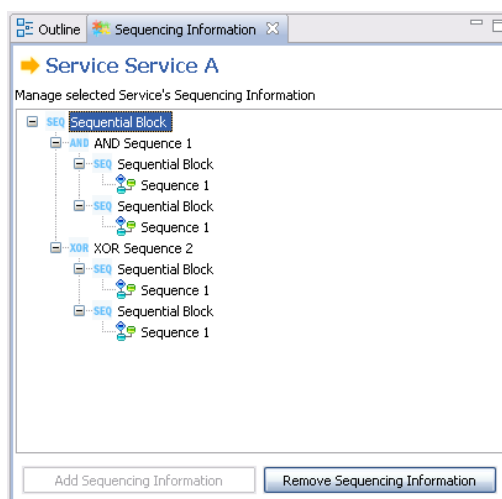 Outline Sequencing Information
Service Service A
Manage selected Service's Sequencing Information
SEQ Sequential Block
AND AND Sequence 1
SEQ Sequential Block
Sequence 1
SEQ Sequential Block
Sequence 1
XOR XOR Sequence 2
SEQ Sequential Block
Sequence 1
SEQ Sequential Block
Sequence 1
Add Sequencing Information Remove Sequencing Information